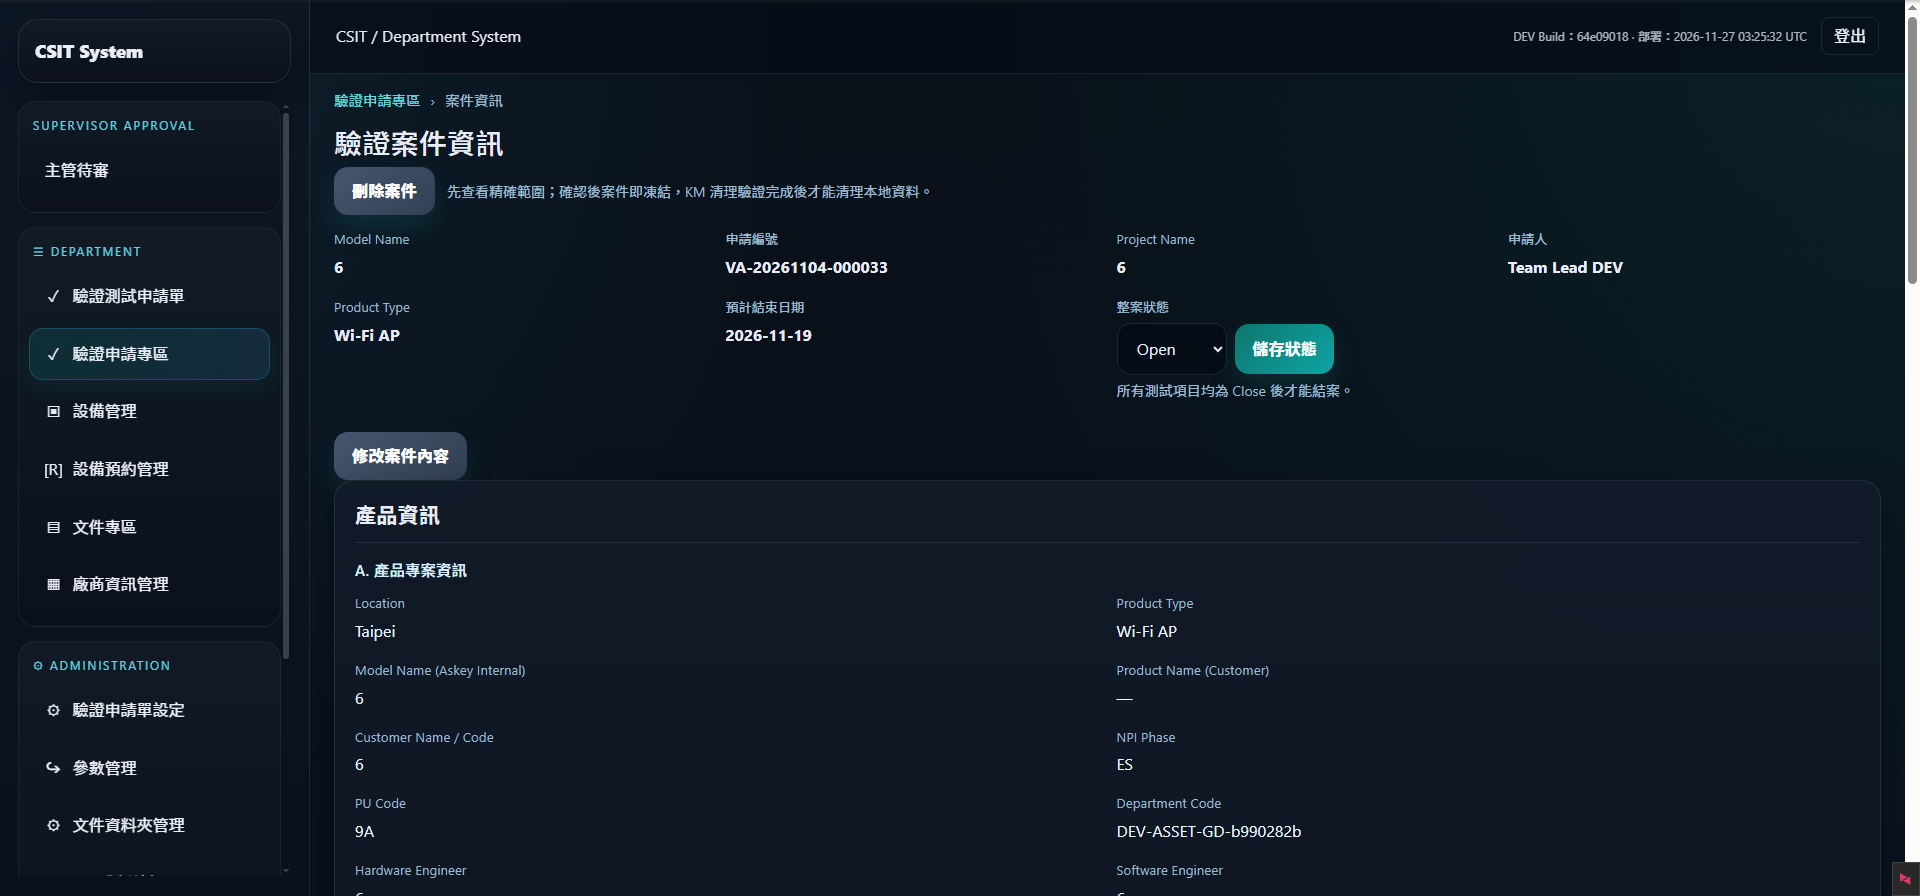 CSIT System
SUPERVISOR APPROVAL
主管待審
☰ DEPARTMENT
✓ 驗證測試申請單
✓ 驗證申請專區
▣ 設備管理
[R] 設備預約管理
▤ 文件專區
▦ 廠商資訊管理
⚙ ADMINISTRATION
⚙ 驗證申請單設定
↪ 參數管理
⚙ 文件資料夾管理
CSIT / Department System
DEV Build：64e09018 · 部署：2026-11-27 03:25:32 UTC
登出
驗證申請專區 › 案件資訊
驗證案件資訊
刪除案件
先查看精確範圍；確認後案件即凍結，KM 清理驗證完成後才能清理本地資料。
Model Name
6
申請編號
VA-20261104-000033
Project Name
6
申請人
Team Lead DEV
Product Type
Wi-Fi AP
預計結束日期
2026-11-19
整案狀態
Open
儲存狀態
所有測試項目均為 Close 後才能結案。
修改案件內容
產品資訊
A. 產品專案資訊
Location
Taipei
Product Type
Wi-Fi AP
Model Name (Askey Internal)
6
Product Name (Customer)
—
Customer Name / Code
6
NPI Phase
ES
PU Code
9A
Department Code
DEV-ASSET-GD-b990282b
Hardware Engineer
Software Engineer